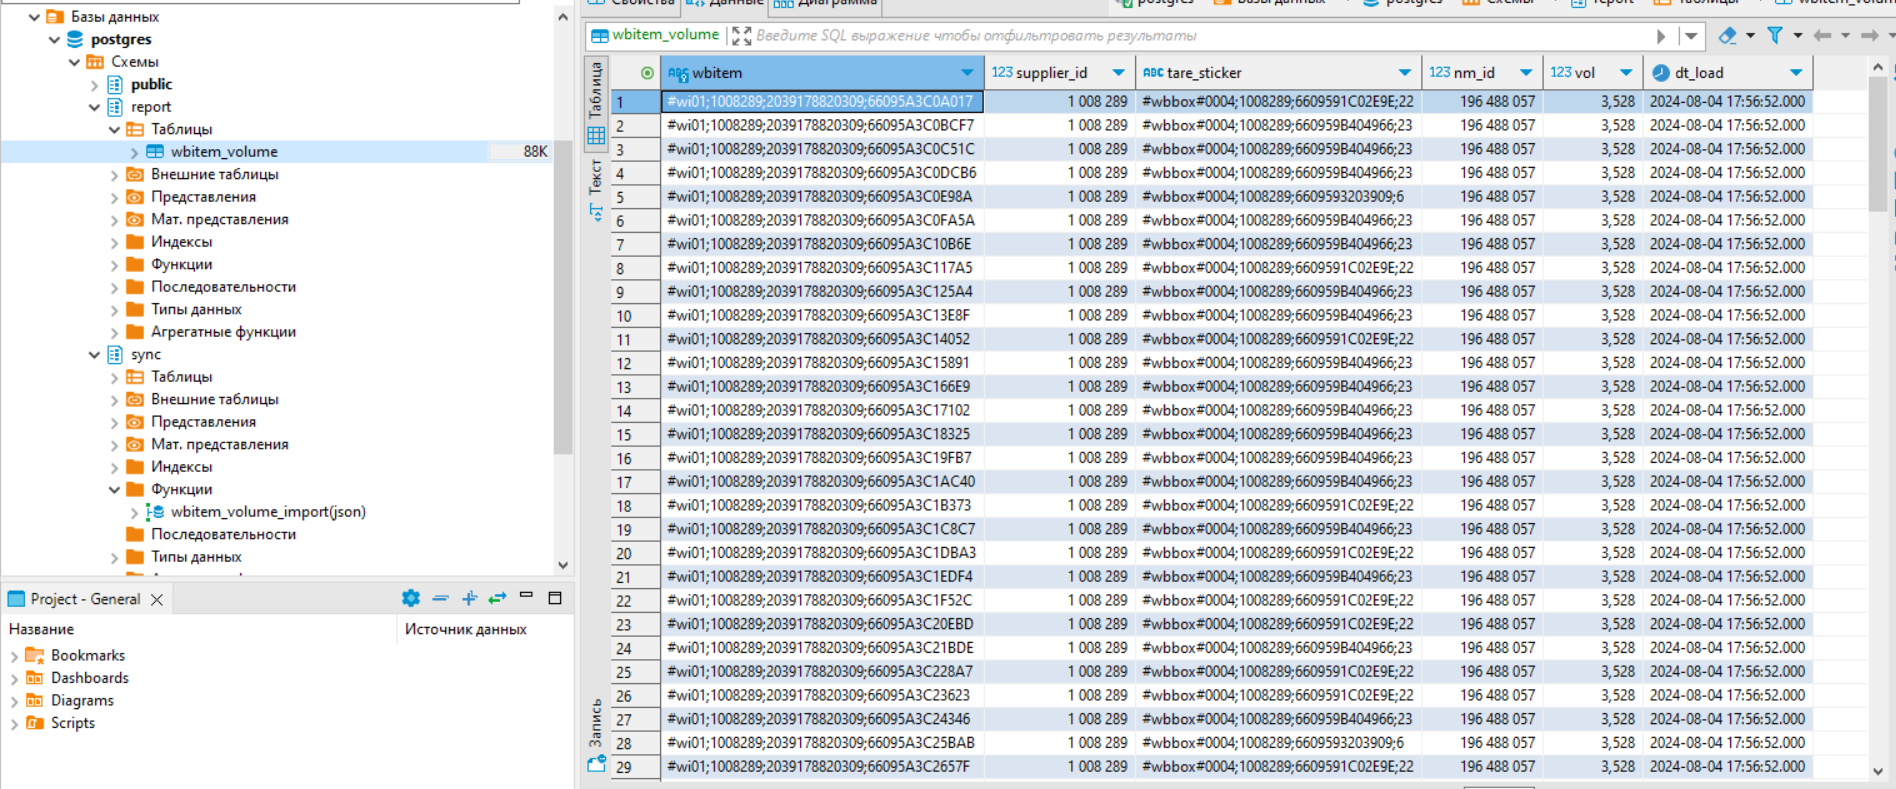 Базы данных
postgres
Схемы
public
report
Таблицы
wbitem_volume 88K
Внешние таблицы
Представления
Мат. представления
Индексы
Функции
Последовательности
Типы данных
Агрегатные функции
sync
Таблицы
Внешние таблицы
Представления
Мат. представления
Индексы
Функции
wbitem_volume_import(json)
Последовательности
Типы данных
Project - General
Название Источник данных
Bookmarks
Dashboards
Diagrams
Scripts
Свойства Данные Диаграмма postgres Базы данных postgres Схемы report Таблицы wbitem_volum
wbitem_volume Введите SQL выражение чтобы отфильтровать результаты
Таблица
Текст
Запись
ABC wbitem 123 supplier_id ABC tare_sticker 123 nm_id 123 vol dt_load
1 #wi01;1008289;2039178820309;66095A3C0A017 1 008 289 #wbbox#0004;1008289;6609591C02E9E;22 196 488 057 3,528 2024-08-04 17:56:52.000
2 #wi01;1008289;2039178820309;66095A3C0BCF7 1 008 289 #wbbox#0004;1008289;660959B404966;23 196 488 057 3,528 2024-08-04 17:56:52.000
3 #wi01;1008289;2039178820309;66095A3C0C51C 1 008 289 #wbbox#0004;1008289;660959B404966;23 196 488 057 3,528 2024-08-04 17:56:52.000
4 #wi01;1008289;2039178820309;66095A3C0DCB6 1 008 289 #wbbox#0004;1008289;660959B404966;23 196 488 057 3,528 2024-08-04 17:56:52.000
5 #wi01;1008289;2039178820309;66095A3C0E98A 1 008 289 #wbbox#0004;1008289;6609593203909;6 196 488 057 3,528 2024-08-04 17:56:52.000
6 #wi01;1008289;2039178820309;66095A3C0FA5A 1 008 289 #wbbox#0004;1008289;660959B404966;23 196 488 057 3,528 2024-08-04 17:56:52.000
7 #wi01;1008289;2039178820309;66095A3C10B6E 1 008 289 #wbbox#0004;1008289;660959B404966;23 196 488 057 3,528 2024-08-04 17:56:52.000
8 #wi01;1008289;2039178820309;66095A3C117A5 1 008 289 #wbbox#0004;1008289;6609591C02E9E;22 196 488 057 3,528 2024-08-04 17:56:52.000
9 #wi01;1008289;2039178820309;66095A3C125A4 1 008 289 #wbbox#0004;1008289;660959B404966;23 196 488 057 3,528 2024-08-04 17:56:52.000
10 #wi01;1008289;2039178820309;66095A3C13E8F 1 008 289 #wbbox#0004;1008289;660959B404966;23 196 488 057 3,528 2024-08-04 17:56:52.000
11 #wi01;1008289;2039178820309;66095A3C14052 1 008 289 #wbbox#0004;1008289;6609591C02E9E;22 196 488 057 3,528 2024-08-04 17:56:52.000
12 #wi01;1008289;2039178820309;66095A3C15891 1 008 289 #wbbox#0004;1008289;660959B404966;23 196 488 057 3,528 2024-08-04 17:56:52.000
13 #wi01;1008289;2039178820309;66095A3C166E9 1 008 289 #wbbox#0004;1008289;660959B404966;23 196 488 057 3,528 2024-08-04 17:56:52.000
14 #wi01;1008289;2039178820309;66095A3C17102 1 008 289 #wbbox#0004;1008289;660959B404966;23 196 488 057 3,528 2024-08-04 17:56:52.000
15 #wi01;1008289;2039178820309;66095A3C18325 1 008 289 #wbbox#0004;1008289;660959B404966;23 196 488 057 3,528 2024-08-04 17:56:52.000
16 #wi01;1008289;2039178820309;66095A3C19FB7 1 008 289 #wbbox#0004;1008289;660959B404966;23 196 488 057 3,528 2024-08-04 17:56:52.000
17 #wi01;1008289;2039178820309;66095A3C1AC40 1 008 289 #wbbox#0004;1008289;660959B404966;23 196 488 057 3,528 2024-08-04 17:56:52.000
18 #wi01;1008289;2039178820309;66095A3C1B373 1 008 289 #wbbox#0004;1008289;6609591C02E9E;22 196 488 057 3,528 2024-08-04 17:56:52.000
19 #wi01;1008289;2039178820309;66095A3C1C8C7 1 008 289 #wbbox#0004;1008289;660959B404966;23 196 488 057 3,528 2024-08-04 17:56:52.000
20 #wi01;1008289;2039178820309;66095A3C1DBA3 1 008 289 #wbbox#0004;1008289;6609591C02E9E;22 196 488 057 3,528 2024-08-04 17:56:52.000
21 #wi01;1008289;2039178820309;66095A3C1EDF4 1 008 289 #wbbox#0004;1008289;660959B404966;23 196 488 057 3,528 2024-08-04 17:56:52.000
22 #wi01;1008289;2039178820309;66095A3C1F52C 1 008 289 #wbbox#0004;1008289;6609591C02E9E;22 196 488 057 3,528 2024-08-04 17:56:52.000
23 #wi01;1008289;2039178820309;66095A3C20EBD 1 008 289 #wbbox#0004;1008289;6609591C02E9E;22 196 488 057 3,528 2024-08-04 17:56:52.000
24 #wi01;1008289;2039178820309;66095A3C21BDE 1 008 289 #wbbox#0004;1008289;660959B404966;23 196 488 057 3,528 2024-08-04 17:56:52.000
25 #wi01;1008289;2039178820309;66095A3C228A7 1 008 289 #wbbox#0004;1008289;6609591C02E9E;22 196 488 057 3,528 2024-08-04 17:56:52.000
26 #wi01;1008289;2039178820309;66095A3C23623 1 008 289 #wbbox#0004;1008289;6609591C02E9E;22 196 488 057 3,528 2024-08-04 17:56:52.000
27 #wi01;1008289;2039178820309;66095A3C24346 1 008 289 #wbbox#0004;1008289;660959B404966;23 196 488 057 3,528 2024-08-04 17:56:52.000
28 #wi01;1008289;2039178820309;66095A3C25BAB 1 008 289 #wbbox#0004;1008289;6609593203909;6 196 488 057 3,528 2024-08-04 17:56:52.000
29 #wi01;1008289;2039178820309;66095A3C2657F 1 008 289 #wbbox#0004;1008289;6609591C02E9E;22 196 488 057 3,528 2024-08-04 17:56:52.000